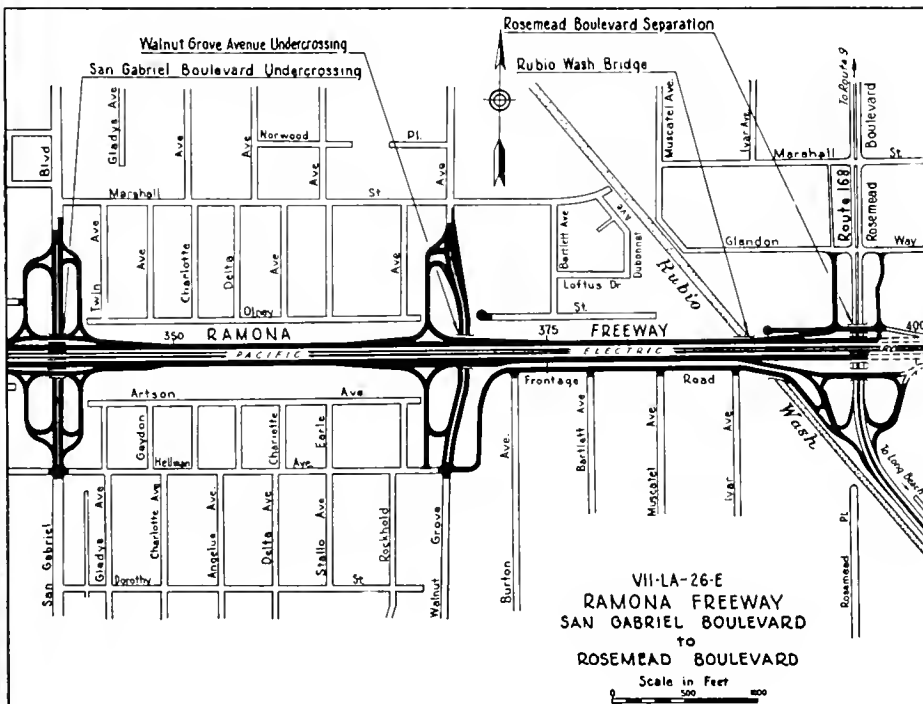 Rosemead Boulevard Separation
Walnut Grove Avenue Undercrossing
San Gabriel Boulevard Undercrossing
Rubio Wash Bridge
To Route 9
Boulevard
Gladys Ave
Ave
Ave
Norwood
Pl.
Ave
Ave
Muscatel Ave.
Ivar Ave
Blvd
Marshall St.
Marshall St
Route 168
Rosemead
Glendon Way
Twin Ave
Ave
Charlotte Ave
Delta
Ave
Ave
Bartlett Ave
Ave
Dubonnet
Loftus Dr
Rubio
Olney St.
350 RAMONA 375 FREEWAY 400
PACIFIC ELECTRIC
Artson Ave
Frontage Road
Gaydon
Charlotte
Earle
Hellman Ave
Ave.
Bartlett Ave
Muscatel Ave
Ivar Ave
Wash
To Long Beach
San Gabriel
Gladys Ave
Charlotte Ave
Angelus Ave
Delta Ave
Stallo Ave
Rockhold
Walnut Grove
Burton
Rosemead Pl.
Dorothy St.
VII-LA-26-E
RAMONA FREEWAY
SAN GABRIEL BOULEVARD
to
ROSEMEAD BOULEVARD
Scale in Feet
0 500 1000